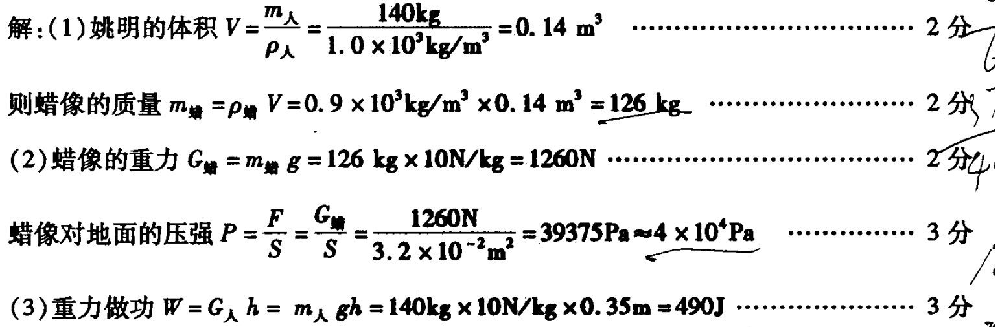 解:(1)姚明的体积 V=m人/ρ人=140kg/1.0×10³kg/m³=0.14 m³ ……………………………… 2 分
则蜡像的质量 m蜡=ρ蜡 V=0.9×10³kg/m³×0.14 m³=126 kg ……………………… 2 分
(2)蜡像的重力 G蜡=m蜡 g=126 kg×10N/kg=1260N ……………………………… 2 分
蜡像对地面的压强 P=F/S=G蜡/S=1260N/3.2×10⁻²m²=39375Pa≈4×10⁴Pa ……………… 3 分
(3)重力做功 W=G人 h= m人 gh=140kg×10N/kg×0.35m=490J …………………… 3 分